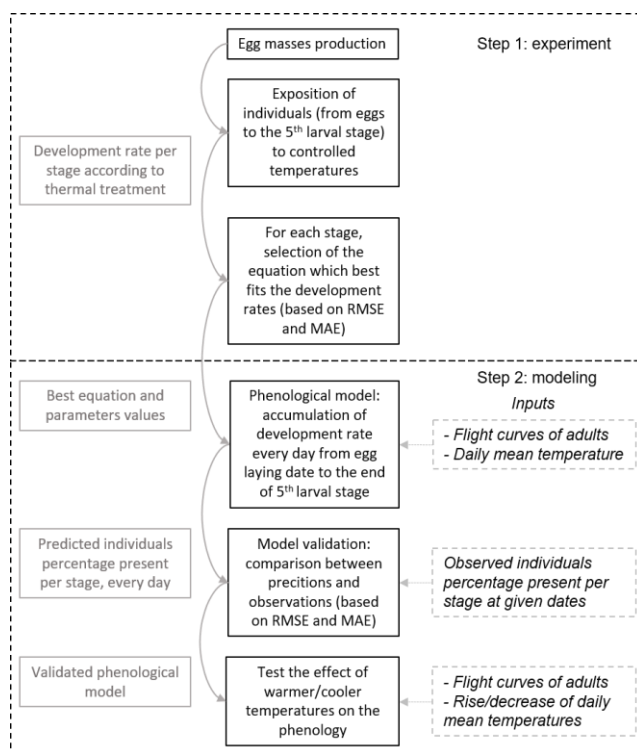 Egg masses production
Step 1: experiment
Exposition of
individuals (from eggs
to the 5th larval stage)
to controlled
temperatures
Development rate per
stage according to
thermal treatment
For each stage,
selection of the
equation which best
fits the development
rates (based on RMSE
and MAE)
Step 2: modeling
Best equation and
parameters values
Phenological model:
accumulation of
development rate
every day from egg
laying date to the end
of 5th larval stage
Inputs
- Flight curves of adults
- Daily mean temperature
Predicted individuals
percentage present
per stage, every day
Model validation:
comparison between
precitions and
observations (based
on RMSE and MAE)
Observed individuals
percentage present per
stage at given dates
Validated phenological
model
Test the effect of
warmer/cooler
temperatures on the
phenology
- Flight curves of adults
- Rise/decrease of daily
mean temperatures